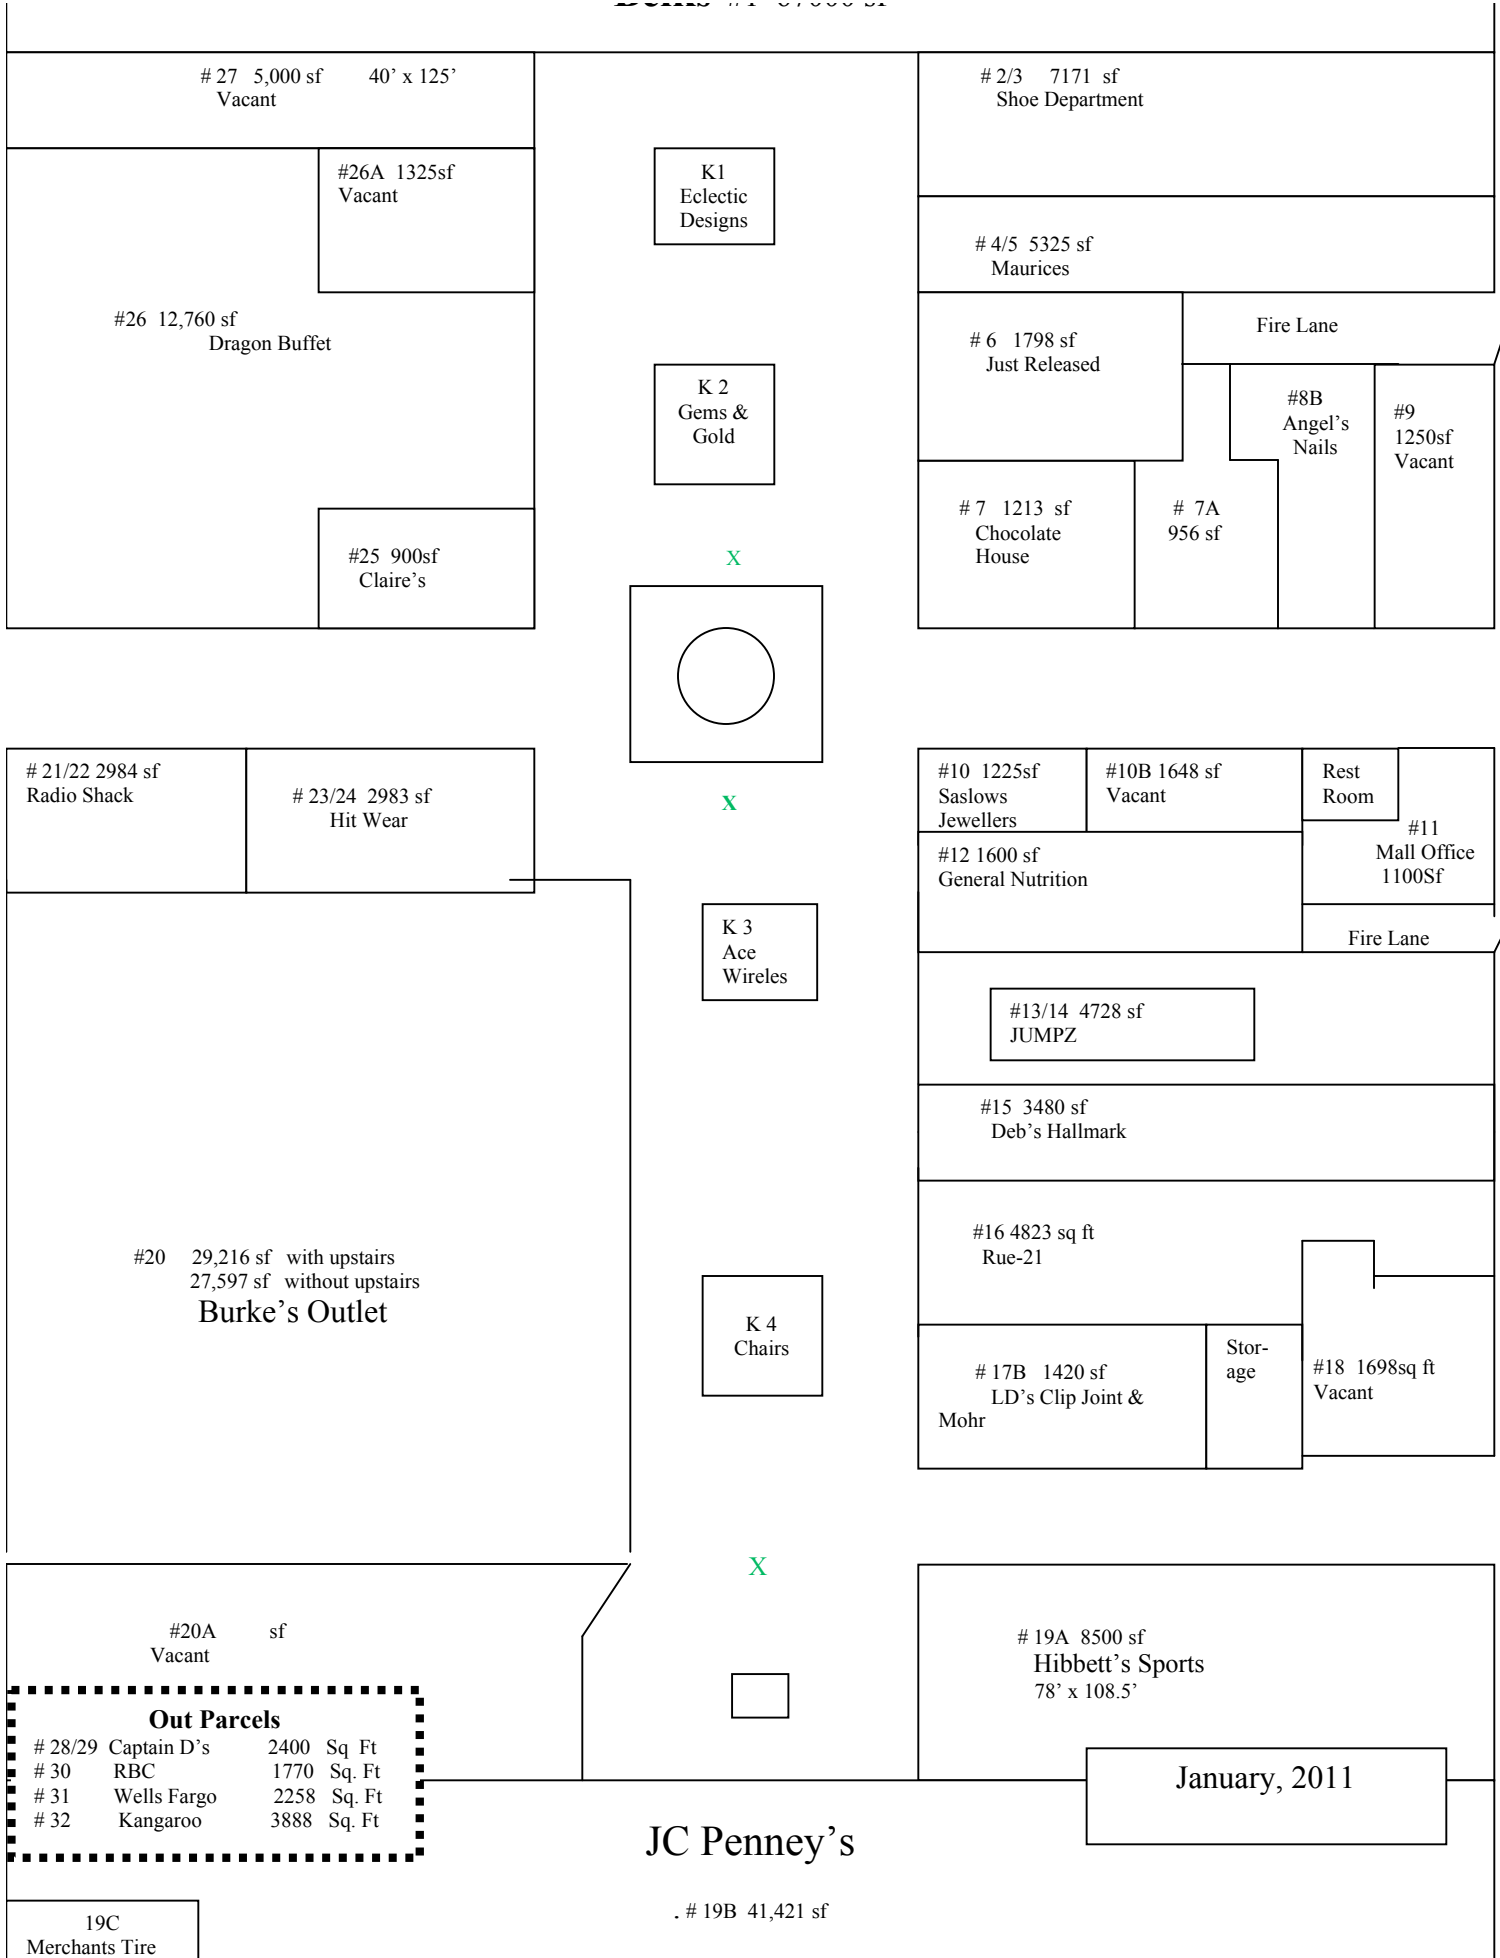 # 27 5,000 sf 40’ x 125’
Vacant
# 2/3 7171 sf
Shoe Department
#26A 1325sf
Vacant
K1
Eclectic
Designs
# 4/5 5325 sf
Maurices
#26 12,760 sf
Dragon Buffet
# 6 1798 sf
Just Released
Fire Lane
K 2
Gems &
Gold
#8B
Angel’s
Nails
#9
1250sf
Vacant
#25 900sf
Claire’s
X
# 7 1213 sf
Chocolate
House
# 7A
956 sf
# 21/22 2984 sf
Radio Shack
# 23/24 2983 sf
Hit Wear
X
#10 1225sf
Saslows
Jewellers
#10B 1648 sf
Vacant
Rest
Room
#11
Mall Office
1100Sf
#12 1600 sf
General Nutrition
Fire Lane
K 3
Ace
Wireles
#13/14 4728 sf
JUMPZ
#15 3480 sf
Deb’s Hallmark
#16 4823 sq ft
Rue-21
#20 29,216 sf with upstairs
27,597 sf without upstairs
Burke’s Outlet
K 4
Chairs
# 17B 1420 sf
LD’s Clip Joint &
Mohr
Stor-
age
#18 1698sq ft
Vacant
X
#20A sf
Vacant
# 19A 8500 sf
Hibbett’s Sports
78’ x 108.5’
Out Parcels
# 28/29 Captain D’s 2400 Sq Ft
# 30 RBC 1770 Sq. Ft
# 31 Wells Fargo 2258 Sq. Ft
# 32 Kangaroo 3888 Sq. Ft
January, 2011
JC Penney’s
. # 19B 41,421 sf
19C
Merchants Tire